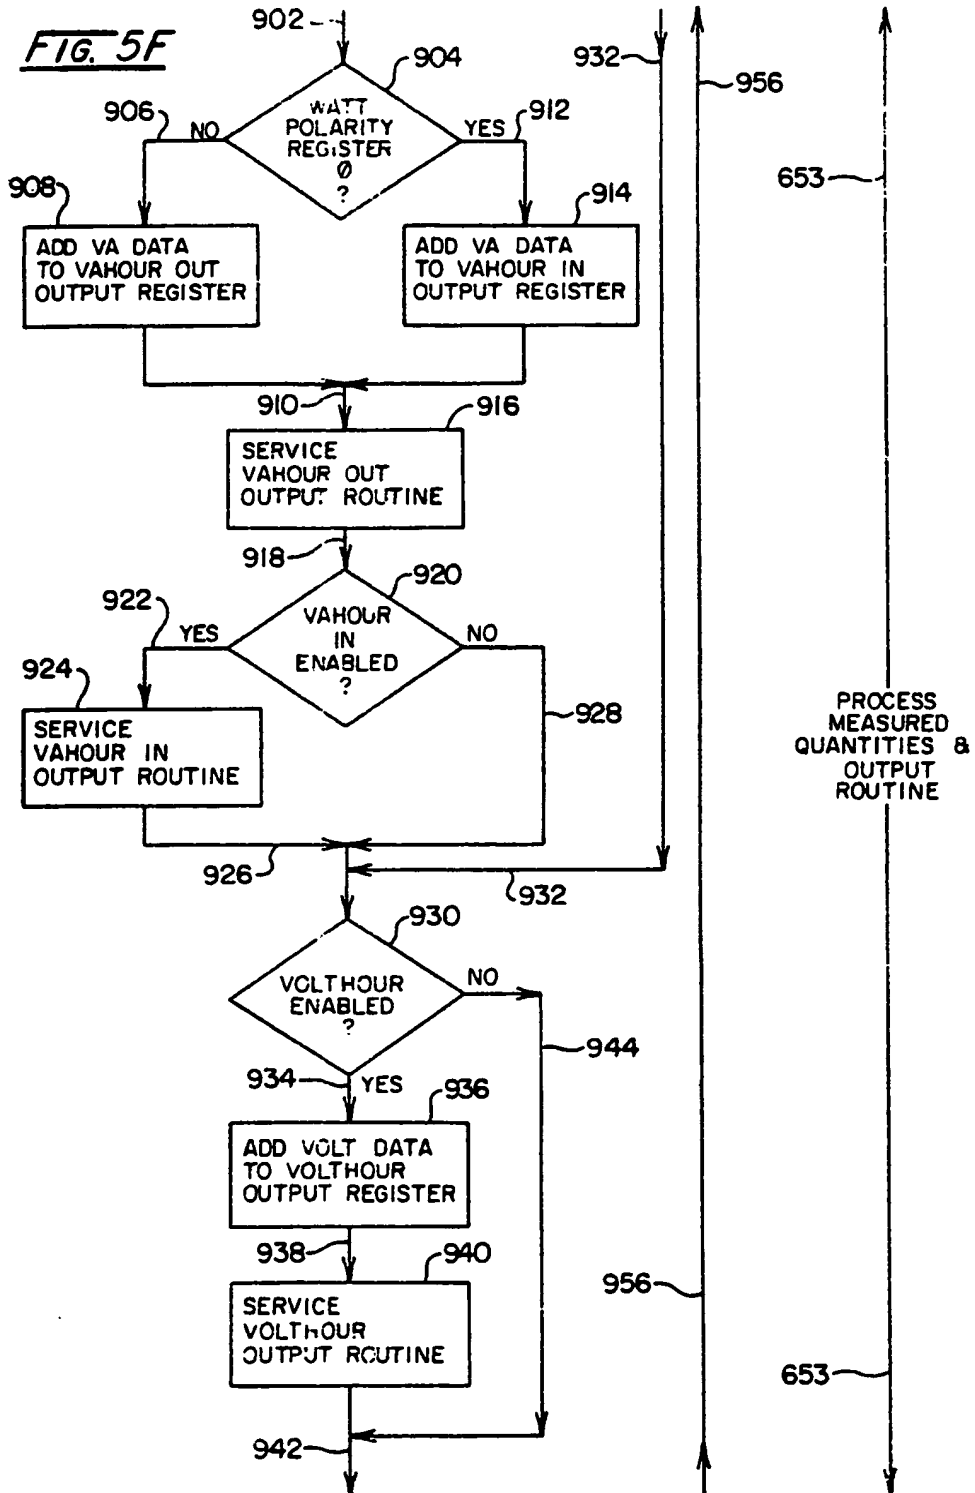 FIG. 5F
902
904
932
956
WATT
POLARITY
REGISTER
Ø
?
906
NO
YES
912
653
908
ADD VA DATA
TO VAHOUR OUT
OUTPUT REGISTER
914
ADD VA DATA
TO VAHOUR IN
OUTPUT REGISTER
910
916
SERVICE
VAHOUR OUT
OUTPUT ROUTINE
918
920
VAHOUR
IN
ENABLED
?
922
YES
NO
924
SERVICE
VAHOUR IN
OUTPUT ROUTINE
928
PROCESS
MEASURED
QUANTITIES &
OUTPUT
ROUTINE
926
932
930
VOLTHOUR
ENABLED
?
NO
944
934
YES
936
ADD VOLT DATA
TO VOLTHOUR
OUTPUT REGISTER
938
940
SERVICE
VOLTHOUR
OUTPUT ROUTINE
956
653
942